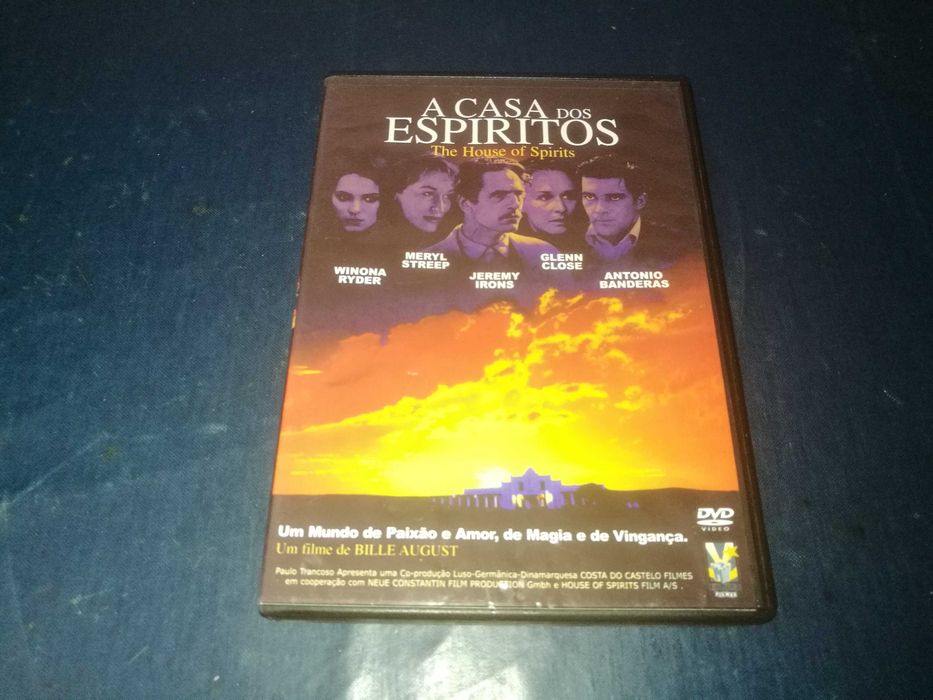 A CASA DOS
ESPIRITOS
The House of Spirits
WINONA
RYDER
MERYL
STREEP
JEREMY
IRONS
GLENN
CLOSE
ANTONIO
BANDERAS
DVD
VIDEO
Um Mundo de Paixão e Amor, de Magia e de Vingança.
Um filme de BILLE AUGUST
Paulo Trancoso Apresenta uma Co-produção Luso-Germânica-Dinamarquesa COSTA DO CASTELO FILMES
em cooperação com NEUE CONSTANTIN FILM PRODUCTION Gmbh e HOUSE OF SPIRITS FILM A/S .
FILMES